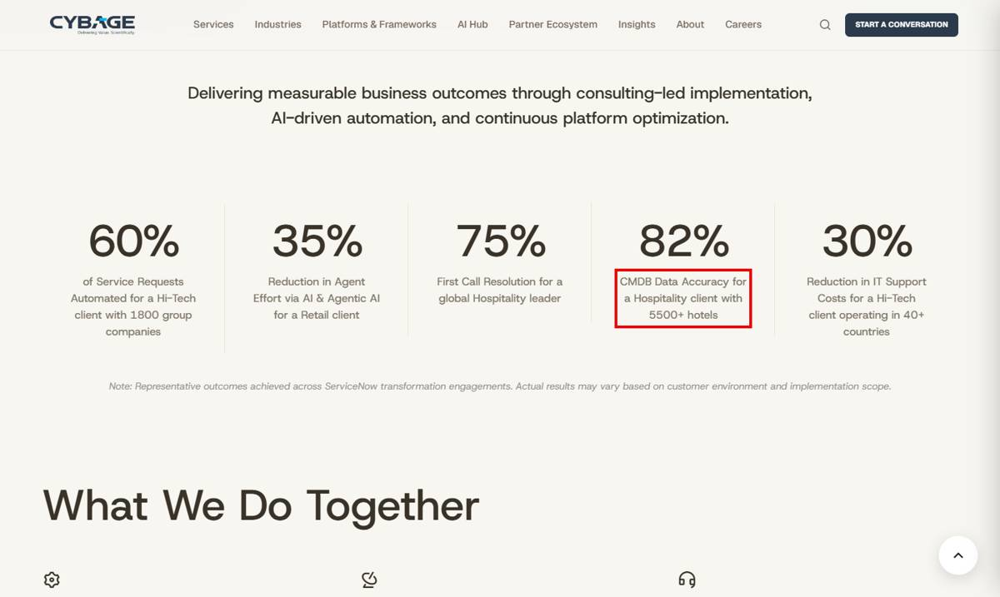 CYBAGE
Delivering Value. Scientifically.
Services
Industries
Platforms & Frameworks
AI Hub
Partner Ecosystem
Insights
About
Careers
START A CONVERSATION
Delivering measurable business outcomes through consulting-led implementation,
AI-driven automation, and continuous platform optimization.
60%
of Service Requests
Automated for a Hi-Tech
client with 1800 group
companies
35%
Reduction in Agent
Effort via AI & Agentic AI
for a Retail client
75%
First Call Resolution for a
global Hospitality leader
82%
CMDB Data Accuracy for
a Hospitality client with
5500+ hotels
30%
Reduction in IT Support
Costs for a Hi-Tech
client operating in 40+
countries
Note: Representative outcomes achieved across ServiceNow transformation engagements. Actual results may vary based on customer environment and implementation scope.
What We Do Together